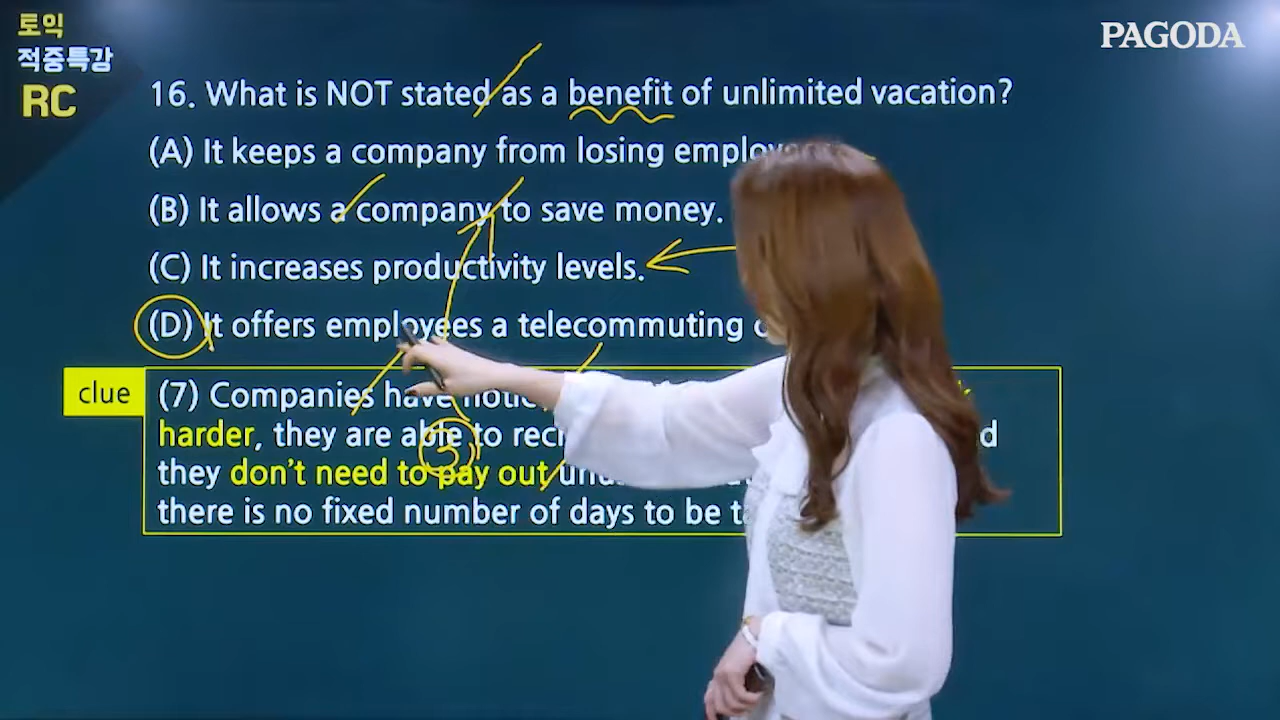 토익
적중특강
RC
PAGODA
16. What is NOT stated as a benefit of unlimited vacation?
(A) It keeps a company from losing
(B) It allows a company to save money.
(C) It increases productivity levels.
(D) It offers employees a telecommuting
clue
(7) Companies have
harder, they are able to
they don't need to pay out
there is no fixed number of days to be